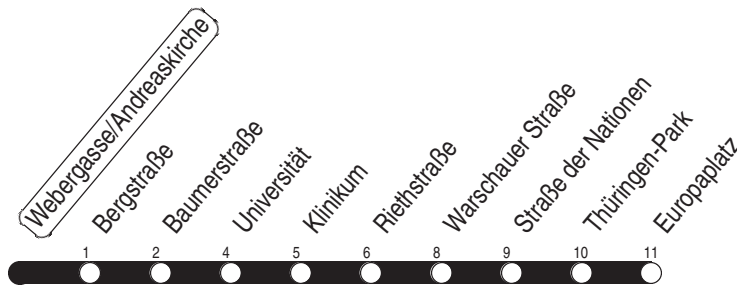 Webergasse/Andreaskirche
Bergstraße
Baumerstraße
Universität
Klinikum
Riethstraße
Warschauer Straße
Straße der Nationen
Thüringen-Park
Europaplatz
1 2 4 5 6 8 9 10 11